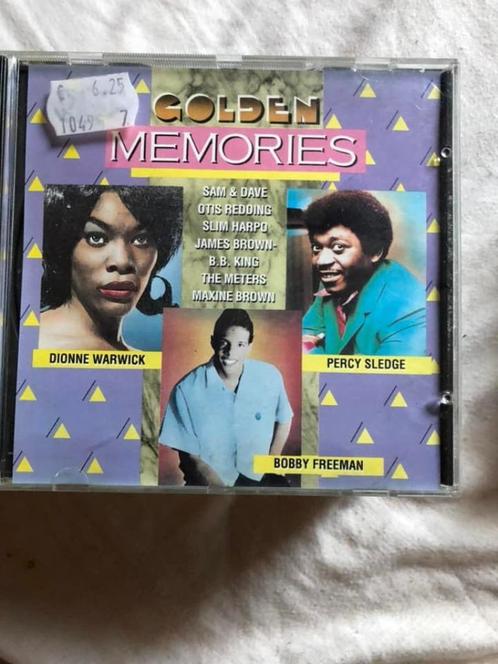 6.25
1049 7
GOLDEN
MEMORIES
SAM & DAVE
OTIS REDDING
SLIM HARPO
JAMES BROWN-
B.B. KING
THE METERS
MAXINE BROWN
DIONNE WARWICK
PERCY SLEDGE
BOBBY FREEMAN